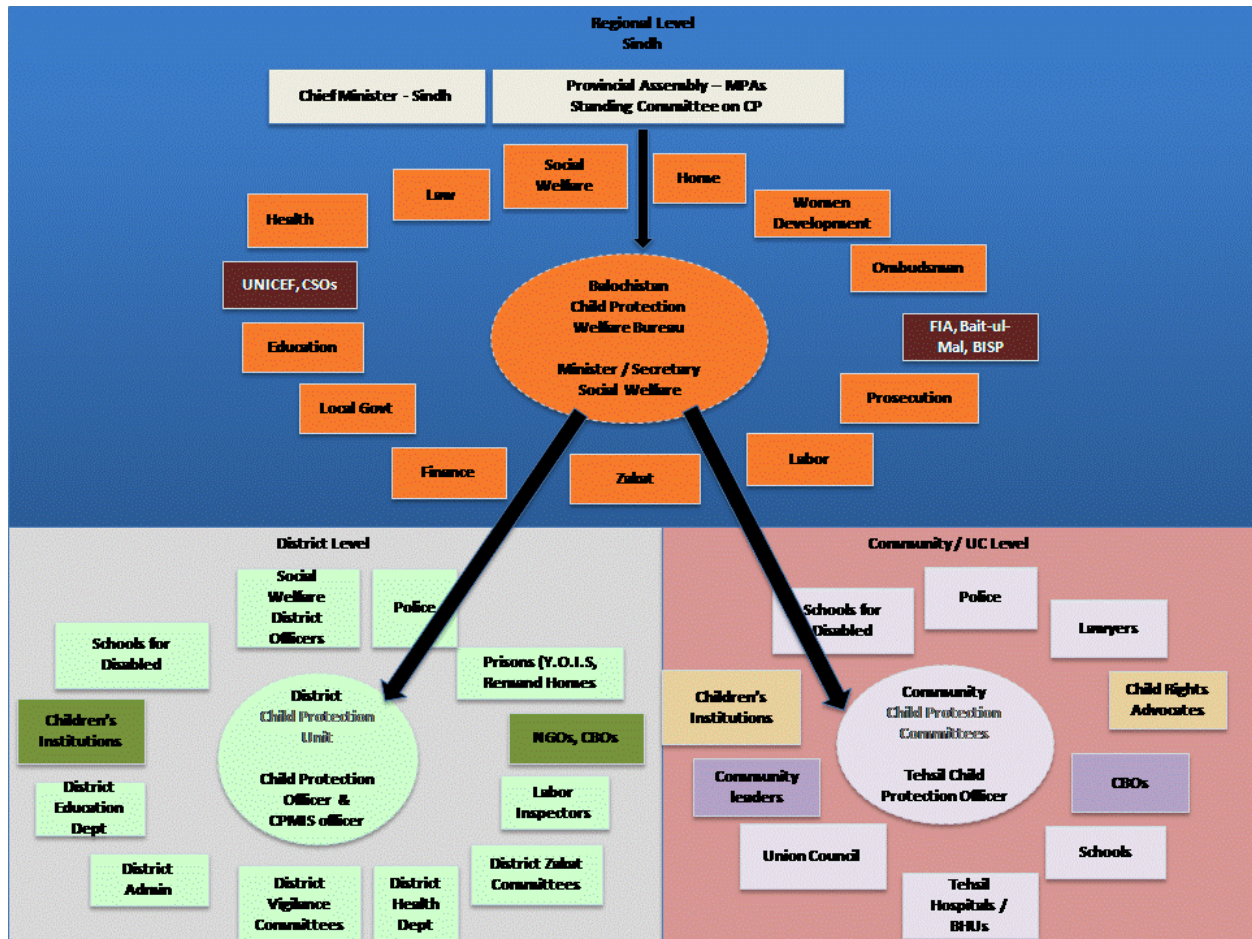 Regional Level
Sindh
Chief Minister - Sindh
Provincial Assembly – MPAs
Standing Committee on CP
Social
Welfare
Home
Law
Women
Development
Health
Ombudsman
UNICEF, CSOs
Balochistan
Child Protection
Welfare Bureau
Minister / Secretary
Social Welfare
FIA, Bait-ul-
Mal, BISP
Education
Prosecution
Local Govt
Labor
Finance
Zakat
District Level
Social
Welfare
District
Officers
Police
Schools for
Disabled
Prisons (Y.O.I.S,
Remand Homes
Children's
Institutions
District
Child Protection
Unit
Child Protection
Officer &
CPMIS officer
NGOs, CBOs
District
Education
Dept
Labor
Inspectors
District
Admin
District Zakat
Committees
District
Vigilance
Committees
District
Health
Dept
Community / UC Level
Schools for
Disabled
Police
Lawyers
Children's
Institutions
Community
Child Protection
Committees
Tehsil Child
Protection Officer
Child Rights
Advocates
Community
leaders
CBOs
Union Council
Schools
Tehsil
Hospitals /
BHUs